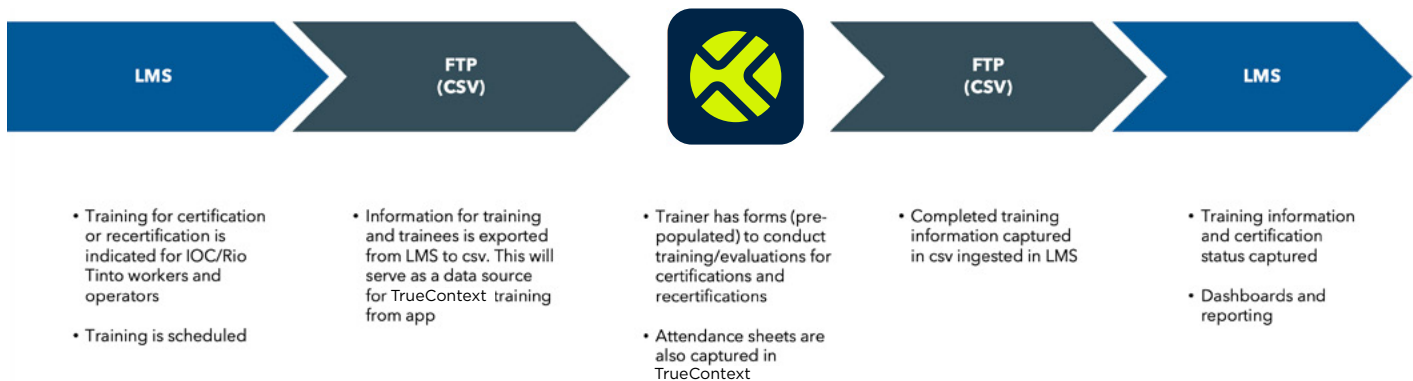 LMS
FTP
(CSV)
FTP
(CSV)
LMS
• Training for certification
or recertification is
indicated for IOC/Rio
Tinto workers and
operators
• Training is scheduled
• Information for training
and trainees is exported
from LMS to csv. This will
serve as a data source
for TrueContext training
from app
• Trainer has forms (pre-
populated) to conduct
training/evaluations for
certifications and
recertifications
• Attendance sheets are
also captured in
TrueContext
• Completed training
information captured
in csv ingested in LMS
• Training information
and certification
status captured
• Dashboards and
reporting